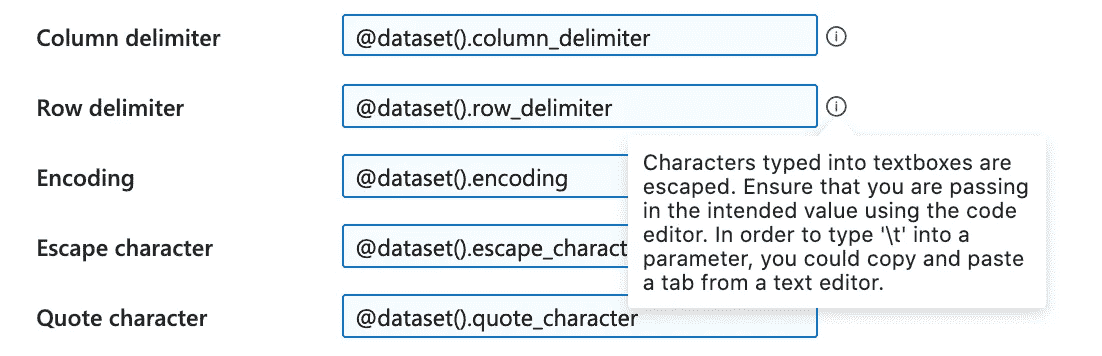 Column delimiter @dataset().column_delimiter
Row delimiter @dataset().row_delimiter
Encoding @dataset().encoding
Escape character @dataset().escape_charact
Quote character @dataset().quote_character
Characters typed into textboxes are
escaped. Ensure that you are passing
in the intended value using the code
editor. In order to type '\t' into a
parameter, you could copy and paste
a tab from a text editor.